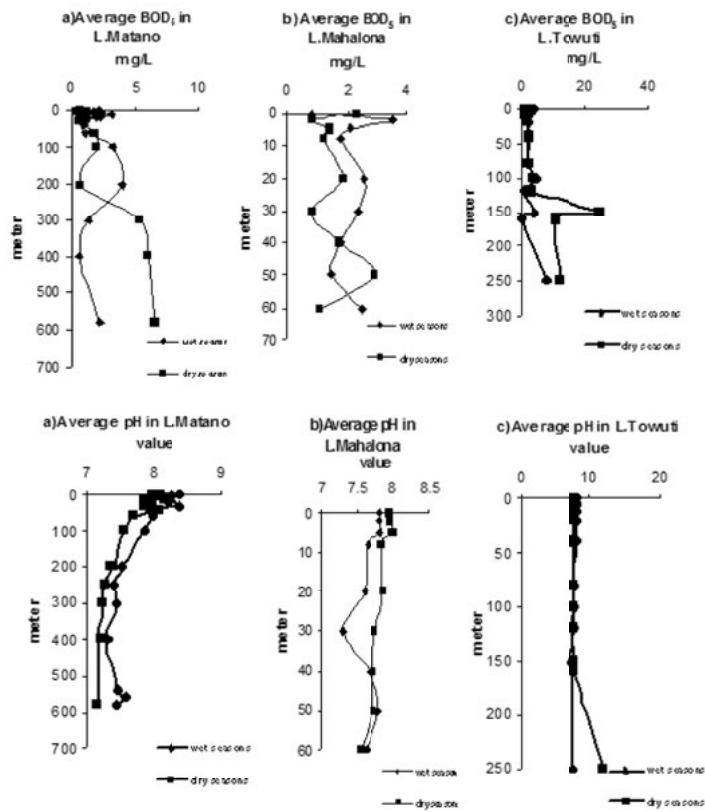 a)Average BOD₅ in
L.Matano
mg/L
0 5 10
0
100
200
300
400
500
600
700
meter
wet season
dry season
b)Average BOD₅ in
L.Mahalona
mg/L
0 2 4
0
10
20
30
40
50
60
70
meter
wet seasons
dry seasons
c)Average BOD₅ in
L.Towuti
mg/L
0 20 40
0
50
100
150
200
250
300
meter
wet seasons
dry seasons
a)Average pH in L.Matano
value
7 8 9
0
100
200
300
400
500
600
700
meter
wet seasons
dry seasons
b)Average pH in
L.Mahalona
value
7 7.5 8 8.5
0
10
20
30
40
50
60
meter
wet season
dry season
c)Average pH in L.Towuti
value
0 10 20
0
50
100
150
200
250
meter
wet seasons
dry seasons